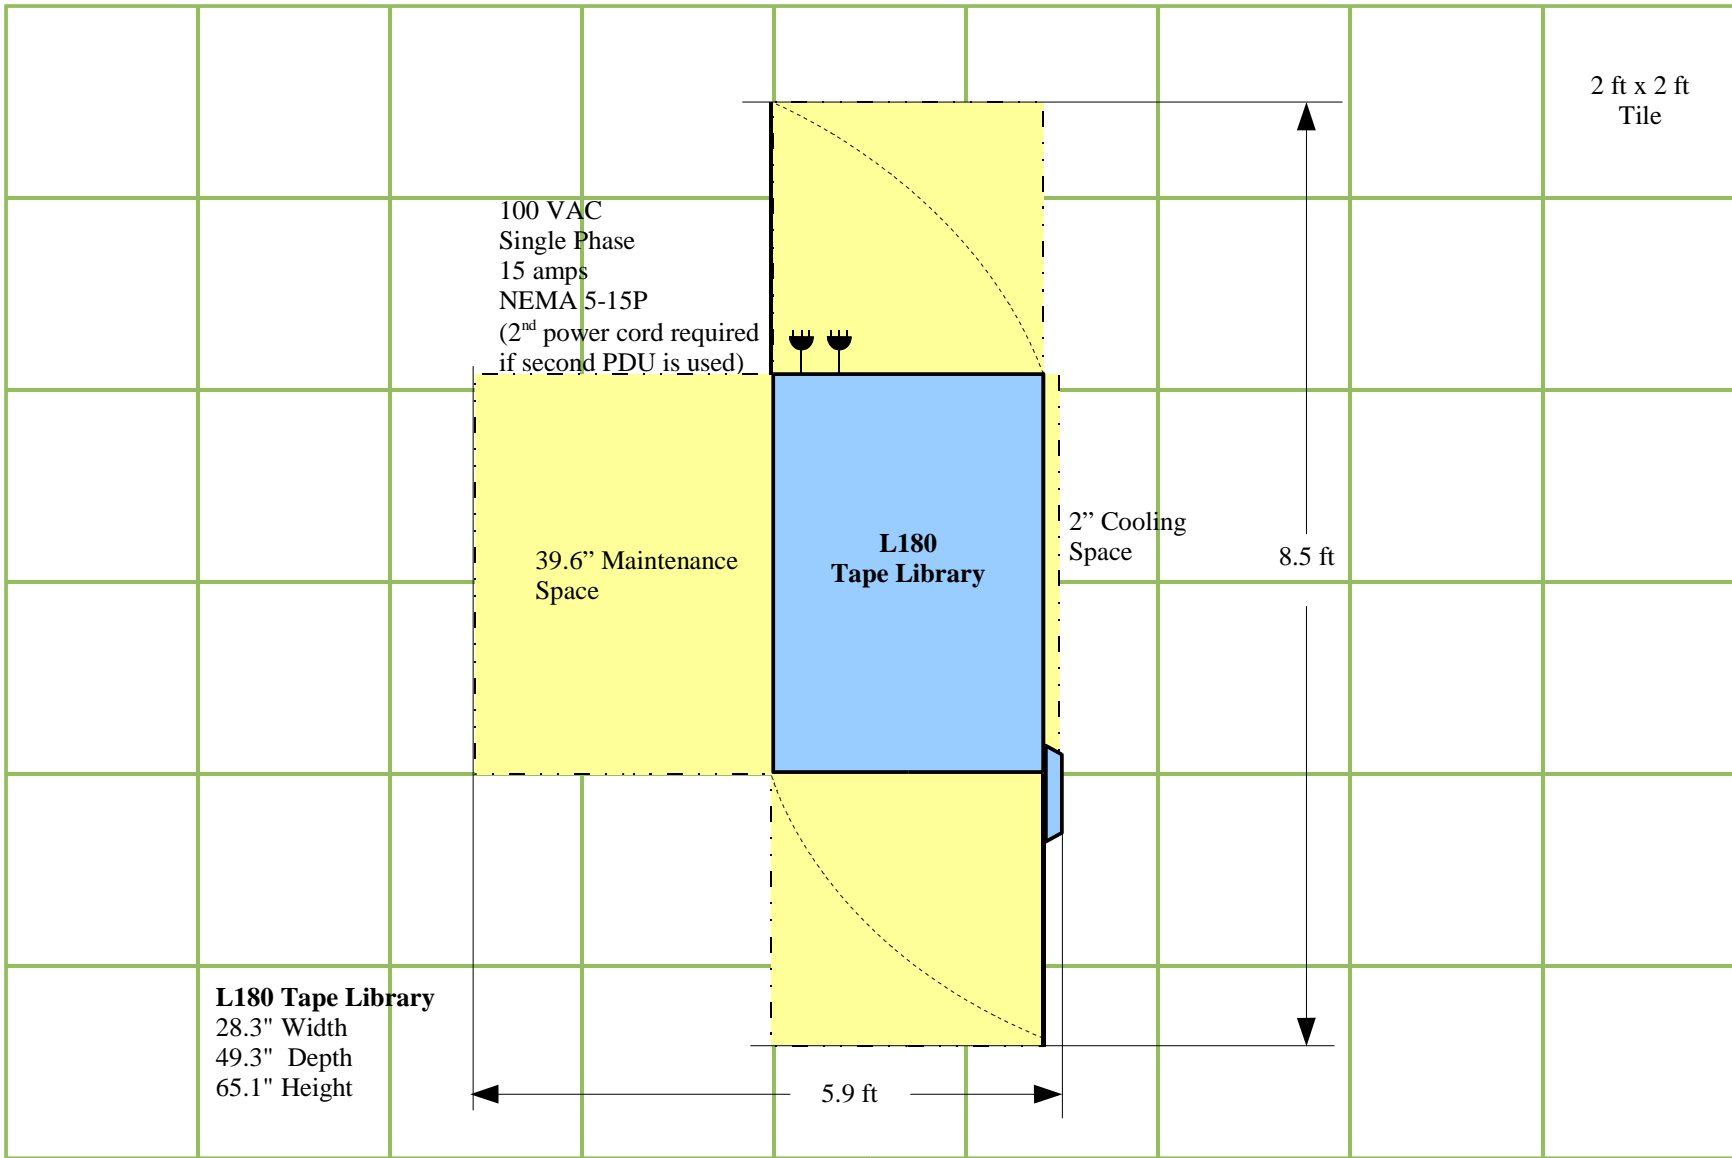 2 ft x 2 ft
Tile
100 VAC
Single Phase
15 amps
NEMA 5-15P
(2nd power cord required
if second PDU is used)
39.6” Maintenance
Space
L180
Tape Library
2” Cooling
Space
8.5 ft
L180 Tape Library
28.3" Width
49.3" Depth
65.1" Height
5.9 ft